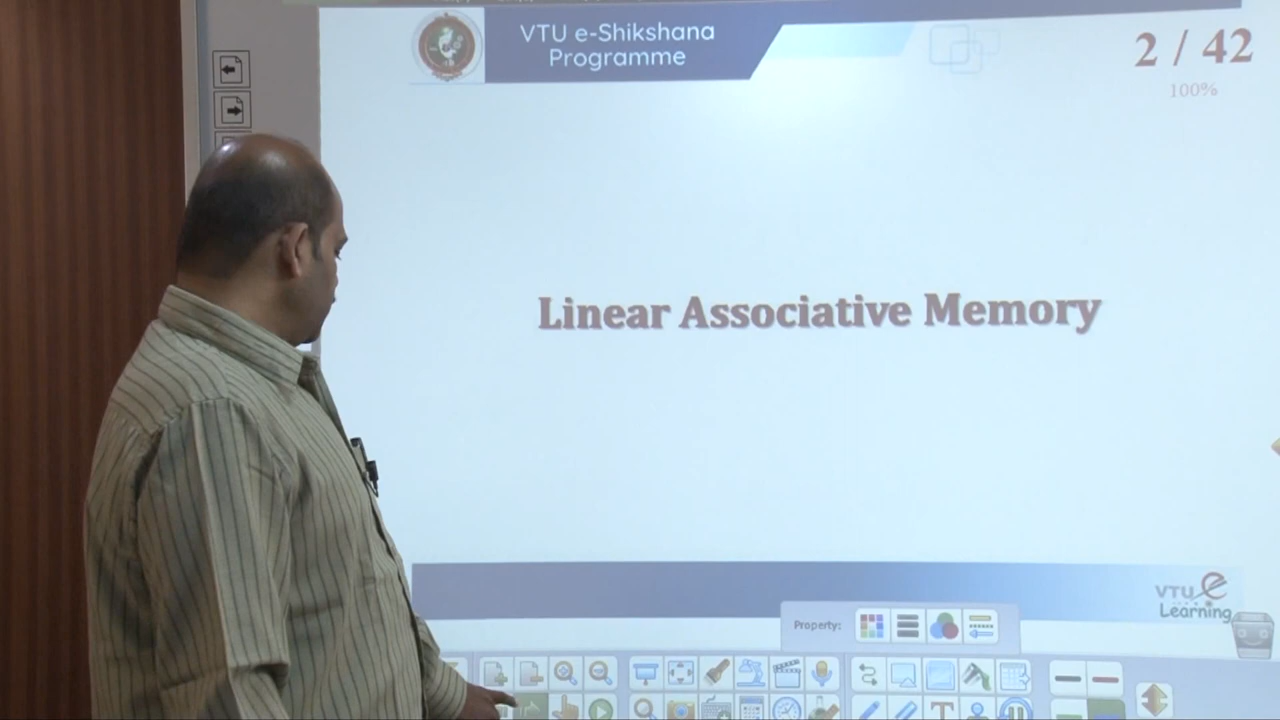 VTU e-Shikshana
Programme
2 / 42
100%
Linear Associative Memory
VTU e
Learning
Property:
T